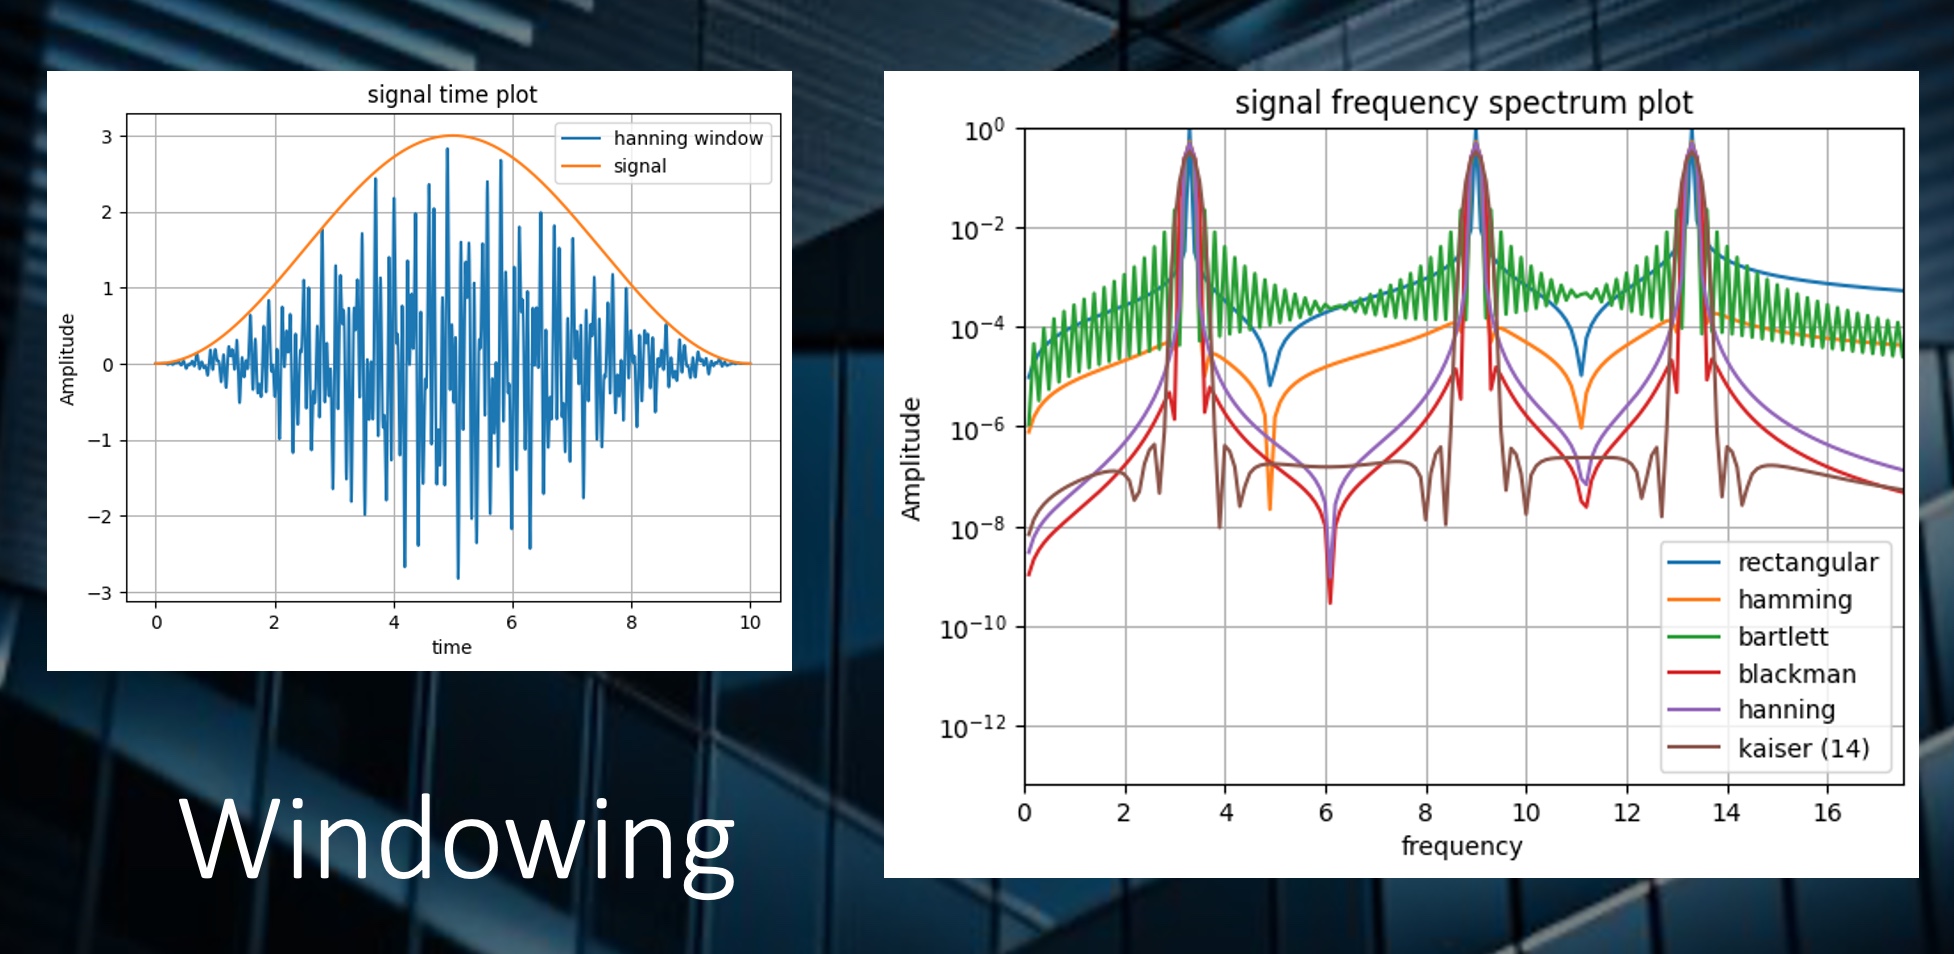 signal time plot
hanning window
signal
3
2
1
0
−1
−2
−3
Amplitude
0 2 4 6 8 10
time
Windowing
signal frequency spectrum plot
10⁰
10⁻²
10⁻⁴
10⁻⁶
10⁻⁸
10⁻¹⁰
10⁻¹²
Amplitude
rectangular
hamming
bartlett
blackman
hanning
kaiser (14)
0 2 4 6 8 10 12 14 16
frequency